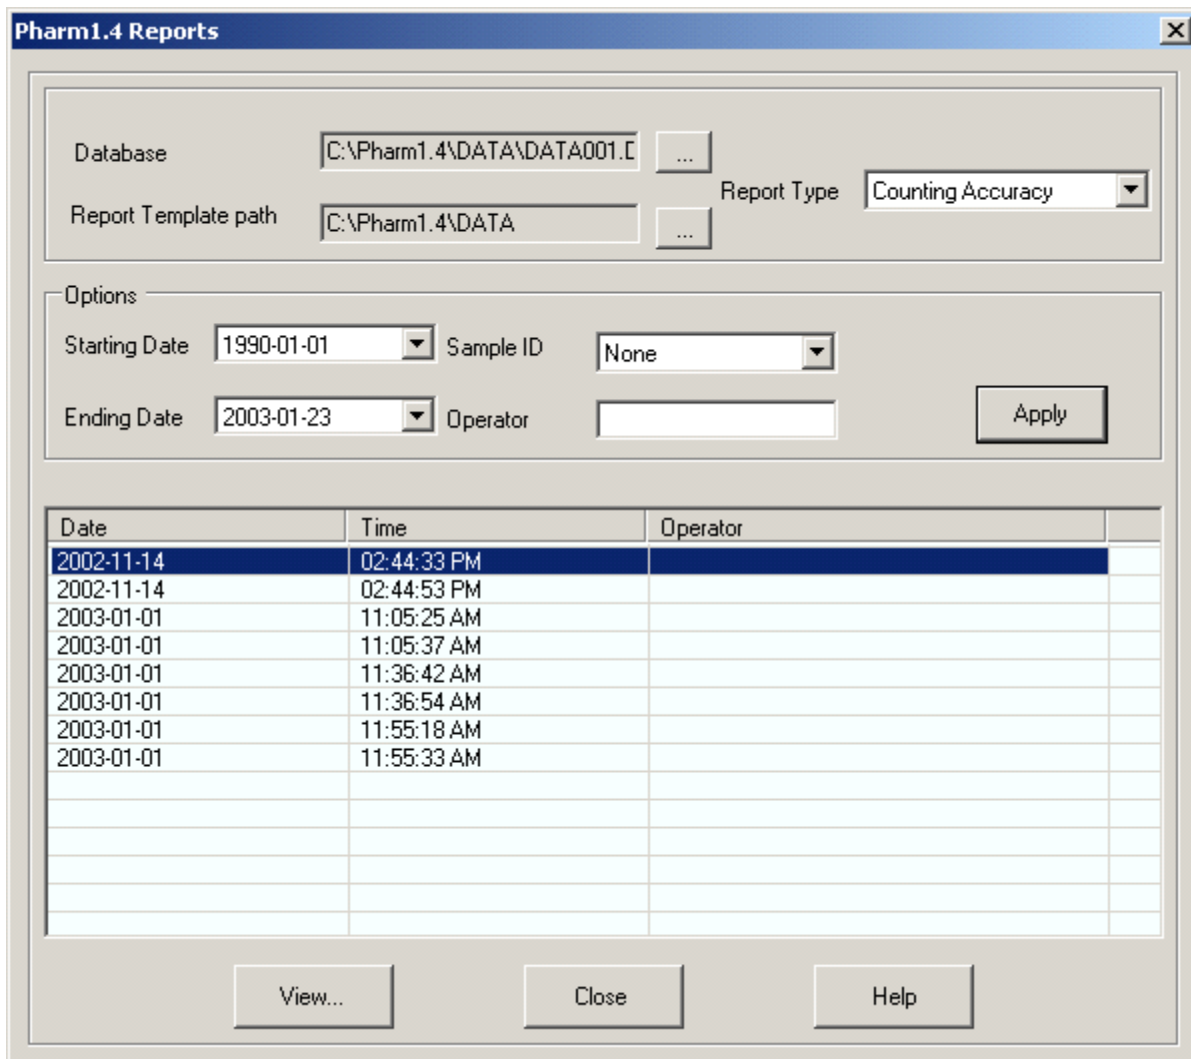 Pharm1.4 Reports
Database C:\Pharm1.4\DATA\DATA001.D ...
Report Type Counting Accuracy
Report Template path C:\Pharm1.4\DATA ...
Options
Starting Date 1990-01-01 Sample ID None
Ending Date 2003-01-23 Operator Apply
Date Time Operator
2002-11-14 02:44:33 PM
2002-11-14 02:44:53 PM
2003-01-01 11:05:25 AM
2003-01-01 11:05:37 AM
2003-01-01 11:36:42 AM
2003-01-01 11:36:54 AM
2003-01-01 11:55:18 AM
2003-01-01 11:55:33 AM
View... Close Help